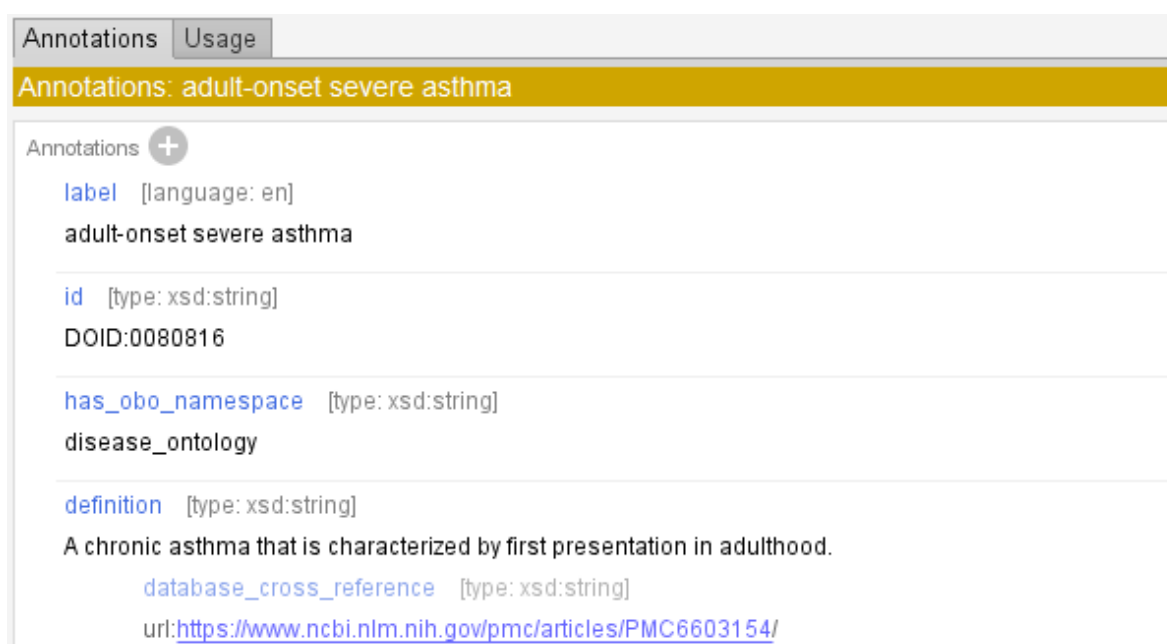 Annotations Usage
Annotations: adult-onset severe asthma
Annotations
label [language: en]
adult-onset severe asthma
id [type: xsd:string]
DOID:0080816
has_obo_namespace [type: xsd:string]
disease_ontology
definition [type: xsd:string]
A chronic asthma that is characterized by first presentation in adulthood.
database_cross_reference [type: xsd:string]
url:https://www.ncbi.nlm.nih.gov/pmc/articles/PMC6603154/